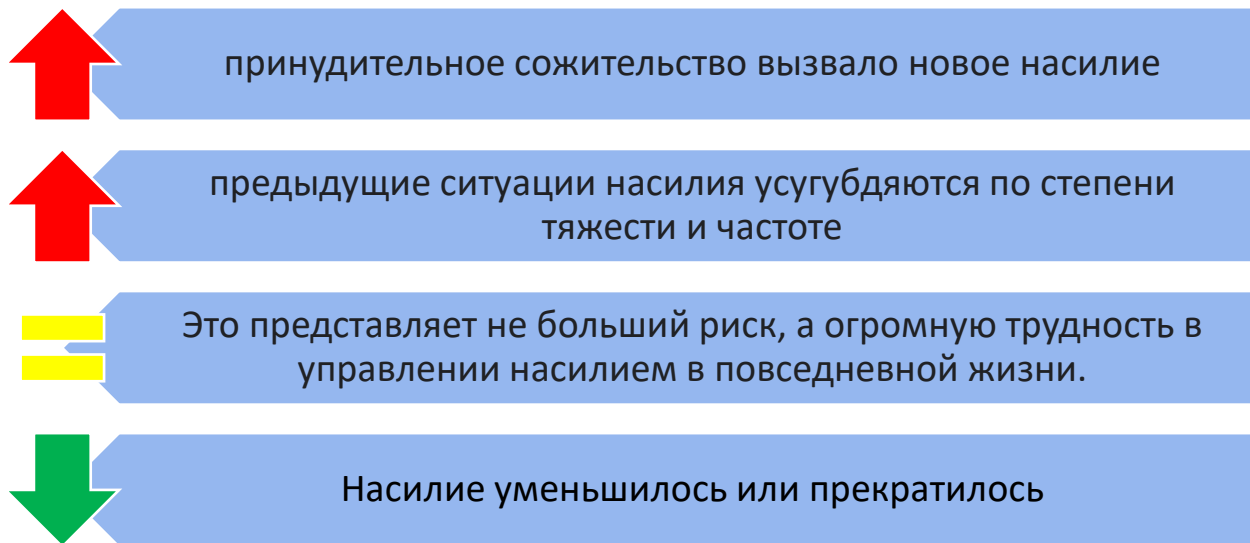 принудительное сожительство вызвало новое насилие
предыдущие ситуации насилия усугубдяются по степени
тяжести и частоте
Это представляет не больший риск, а огромную трудность в
управлении насилием в повседневной жизни.
Насилие уменьшилось или прекратилось